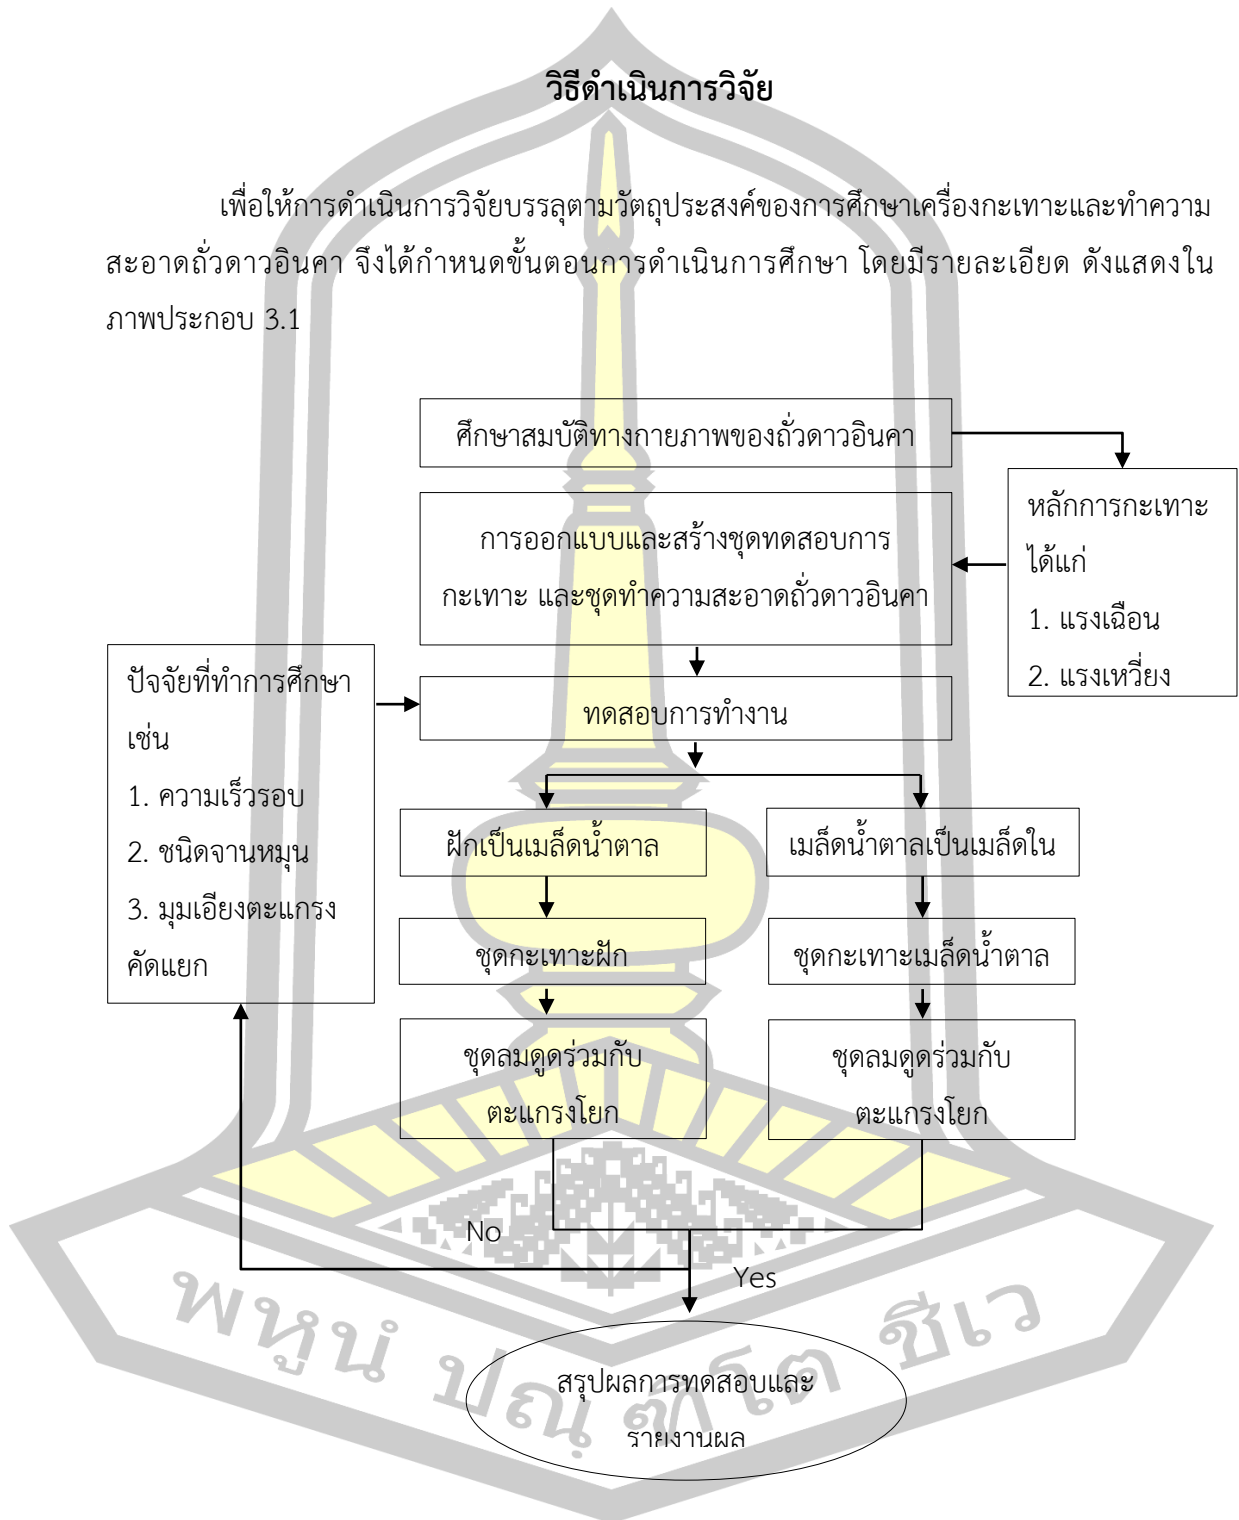 วิธีดำเนินการวิจัย
เพื่อให้การดำเนินการวิจัยบรรลุตามวัตถุประสงค์ของการศึกษาเครื่องกะเทาะและทำความ
สะอาดถั่วดาวอินคา จึงได้กำหนดขั้นตอนการดำเนินการศึกษา โดยมีรายละเอียด ดังแสดงใน
ภาพประกอบ 3.1
ศึกษาสมบัติทางกายภาพของถั่วดาวอินคา
หลักการกะเทาะ
ได้แก่
1. แรงเฉือน
2. แรงเหวี่ยง
การออกแบบและสร้างชุดทดสอบการ
กะเทาะ และชุดทำความสะอาดถั่วดาวอินคา
ปัจจัยที่ทำการศึกษา
เช่น
1. ความเร็วรอบ
2. ชนิดจานหมุน
3. มุมเอียงตะแกรง
คัดแยก
ทดสอบการทำงาน
ฝักเป็นเมล็ดน้ำตาล
เมล็ดน้ำตาลเป็นเมล็ดใน
ชุดกะเทาะฝัก
ชุดกะเทาะเมล็ดน้ำตาล
ชุดลมดูดร่วมกับ
ตะแกรงโยก
ชุดลมดูดร่วมกับ
ตะแกรงโยก
No
Yes
สรุปผลการทดสอบและ
รายงานผล
พหูนํ ปณฺฑิโต ชีเว